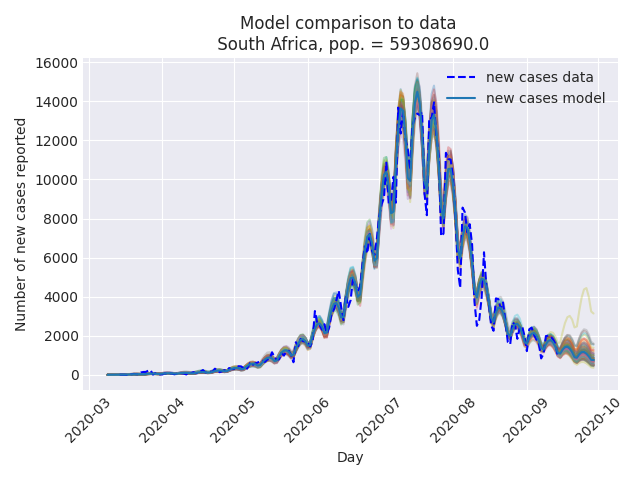 Model comparison to data
South Africa, pop. = 59308690.0
Number of new cases reported
16000
14000
12000
10000
8000
6000
4000
2000
0
new cases data
new cases model
2020-03
2020-04
2020-05
2020-06
2020-07
2020-08
2020-09
2020-10
Day